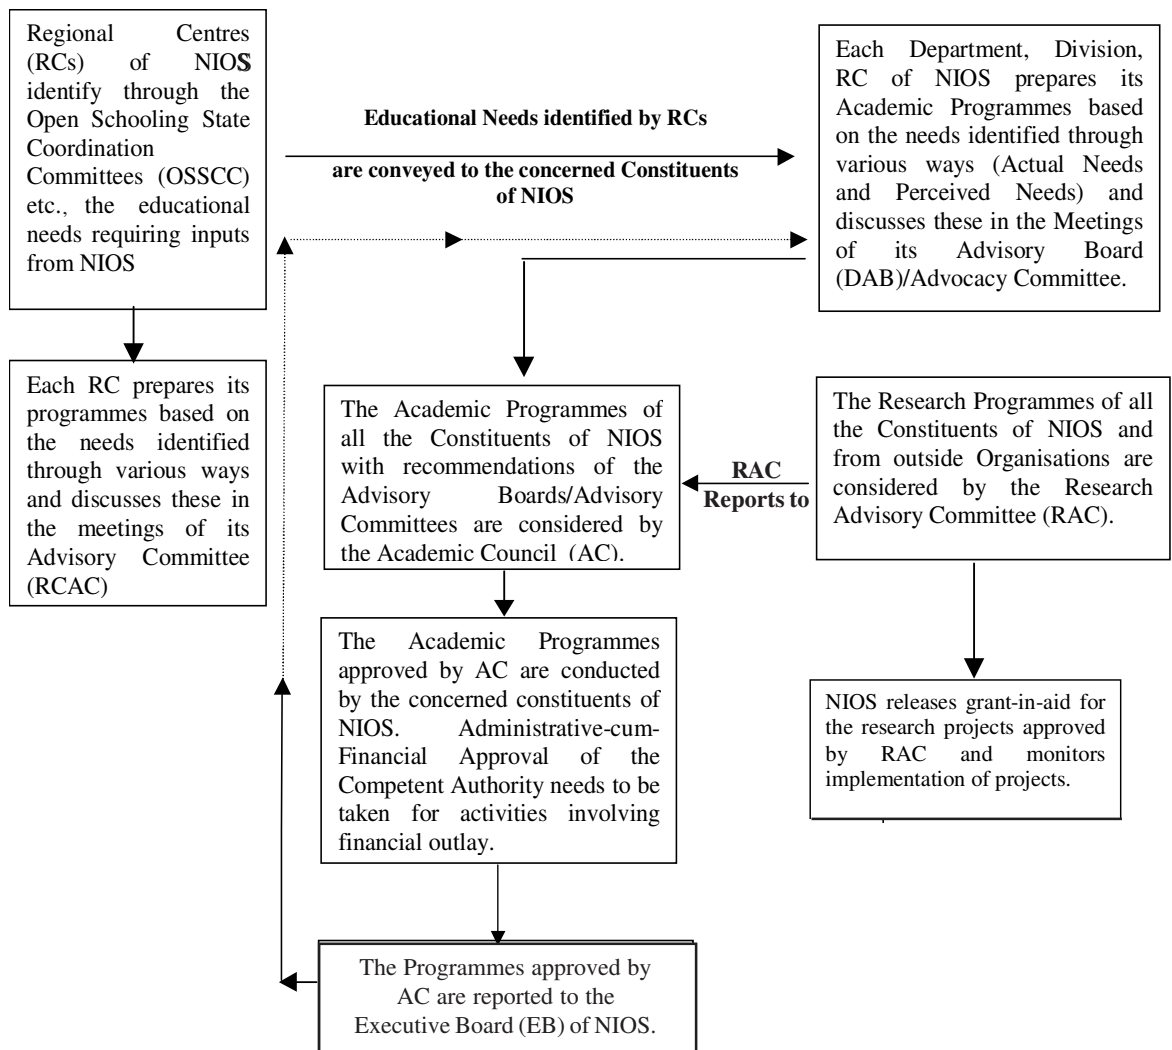 Regional Centres
(RCs) of NIOS
identify through the
Open Schooling State
Coordination
Committees (OSSCC)
etc., the educational
needs requiring inputs
from NIOS
Educational Needs identified by RCs
are conveyed to the concerned Constituents
of NIOS
Each Department, Division,
RC of NIOS prepares its
Academic Programmes based
on the needs identified through
various ways (Actual Needs
and Perceived Needs) and
discusses these in the Meetings
of its Advisory Board
(DAB)/Advocacy Committee.
Each RC prepares its
programmes based on
the needs identified
through various ways
and discusses these in
the meetings of its
Advisory Committee
(RCAC)
The Academic Programmes of
all the Constituents of NIOS
with recommendations of the
Advisory Boards/Advisory
Committees are considered by
the Academic Council (AC).
RAC
Reports to
The Research Programmes of all
the Constituents of NIOS and
from outside Organisations are
considered by the Research
Advisory Committee (RAC).
The Academic Programmes
approved by AC are conducted
by the concerned constituents of
NIOS. Administrative-cum-
Financial Approval of the
Competent Authority needs to be
taken for activities involving
financial outlay.
NIOS releases grant-in-aid for
the research projects approved
by RAC and monitors
implementation of projects.
The Programmes approved by
AC are reported to the
Executive Board (EB) of NIOS.